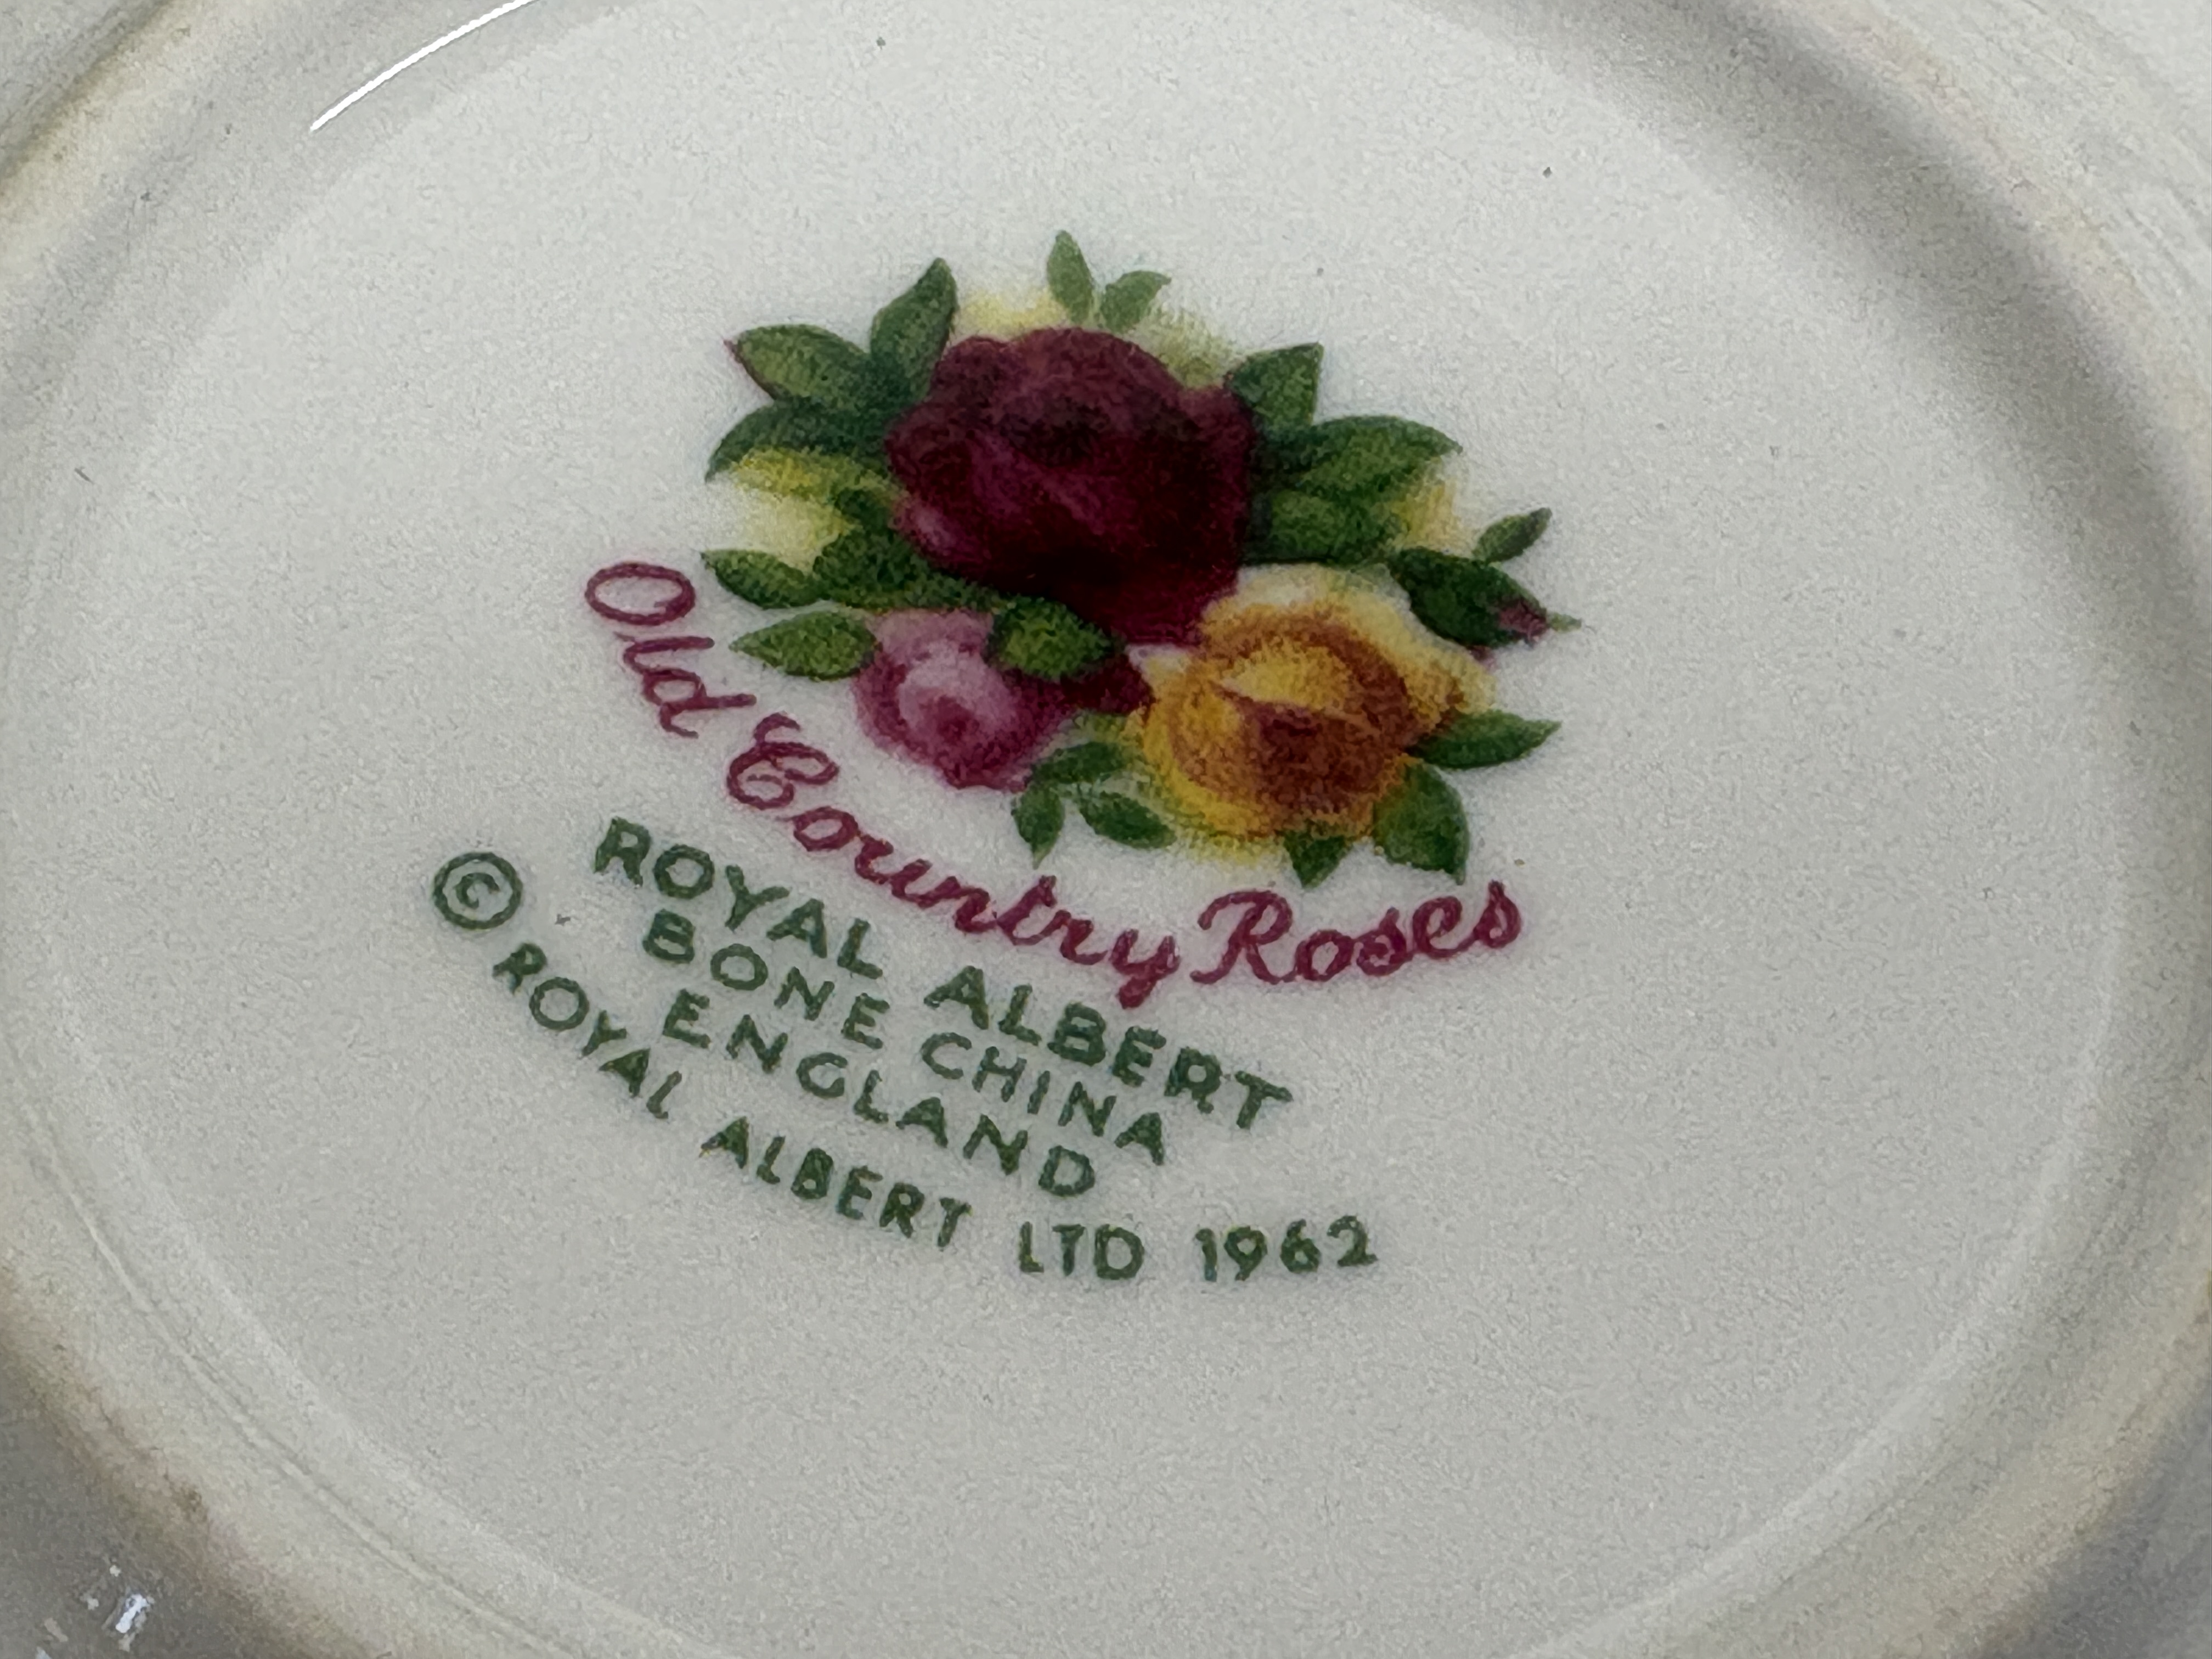 Old Country Roses
ROYAL ALBERT
BONE CHINA
ENGLAND
© ROYAL ALBERT LTD 1962